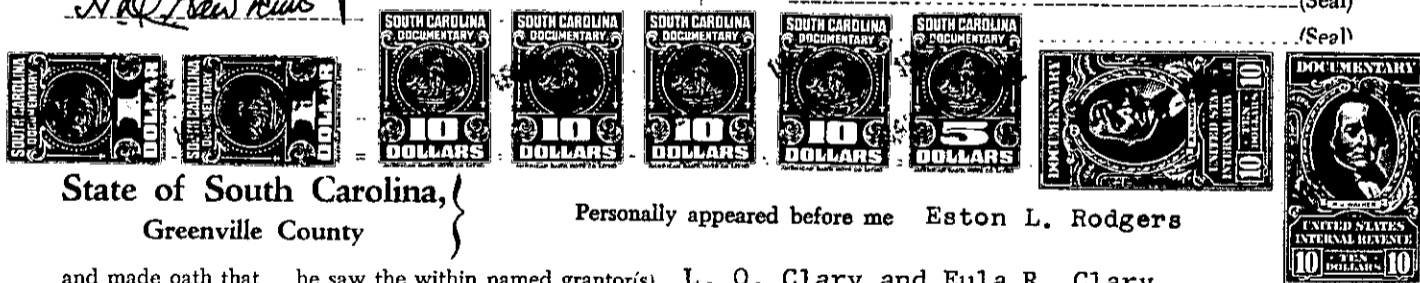 (Seal)
(Seal)
SOUTH CAROLINA DOCUMENTARY 1 DOLLAR
SOUTH CAROLINA DOCUMENTARY 1 DOLLAR
SOUTH CAROLINA DOCUMENTARY 10 DOLLARS
SOUTH CAROLINA DOCUMENTARY 10 DOLLARS
SOUTH CAROLINA DOCUMENTARY 10 DOLLARS
SOUTH CAROLINA DOCUMENTARY 10 DOLLARS
SOUTH CAROLINA DOCUMENTARY 5 DOLLARS
DOCUMENTARY UNITED STATES INTERNAL REVENUE 10 TEN DOLLARS 10
DOCUMENTARY R. J. WALKER UNITED STATES INTERNAL REVENUE 10 TEN DOLLARS 10
State of South Carolina,
Greenville County
Personally appeared before me Eston L. Rodgers
and made oath that he saw the within named grantor(s) L. O. Clary and Eula R. Clary